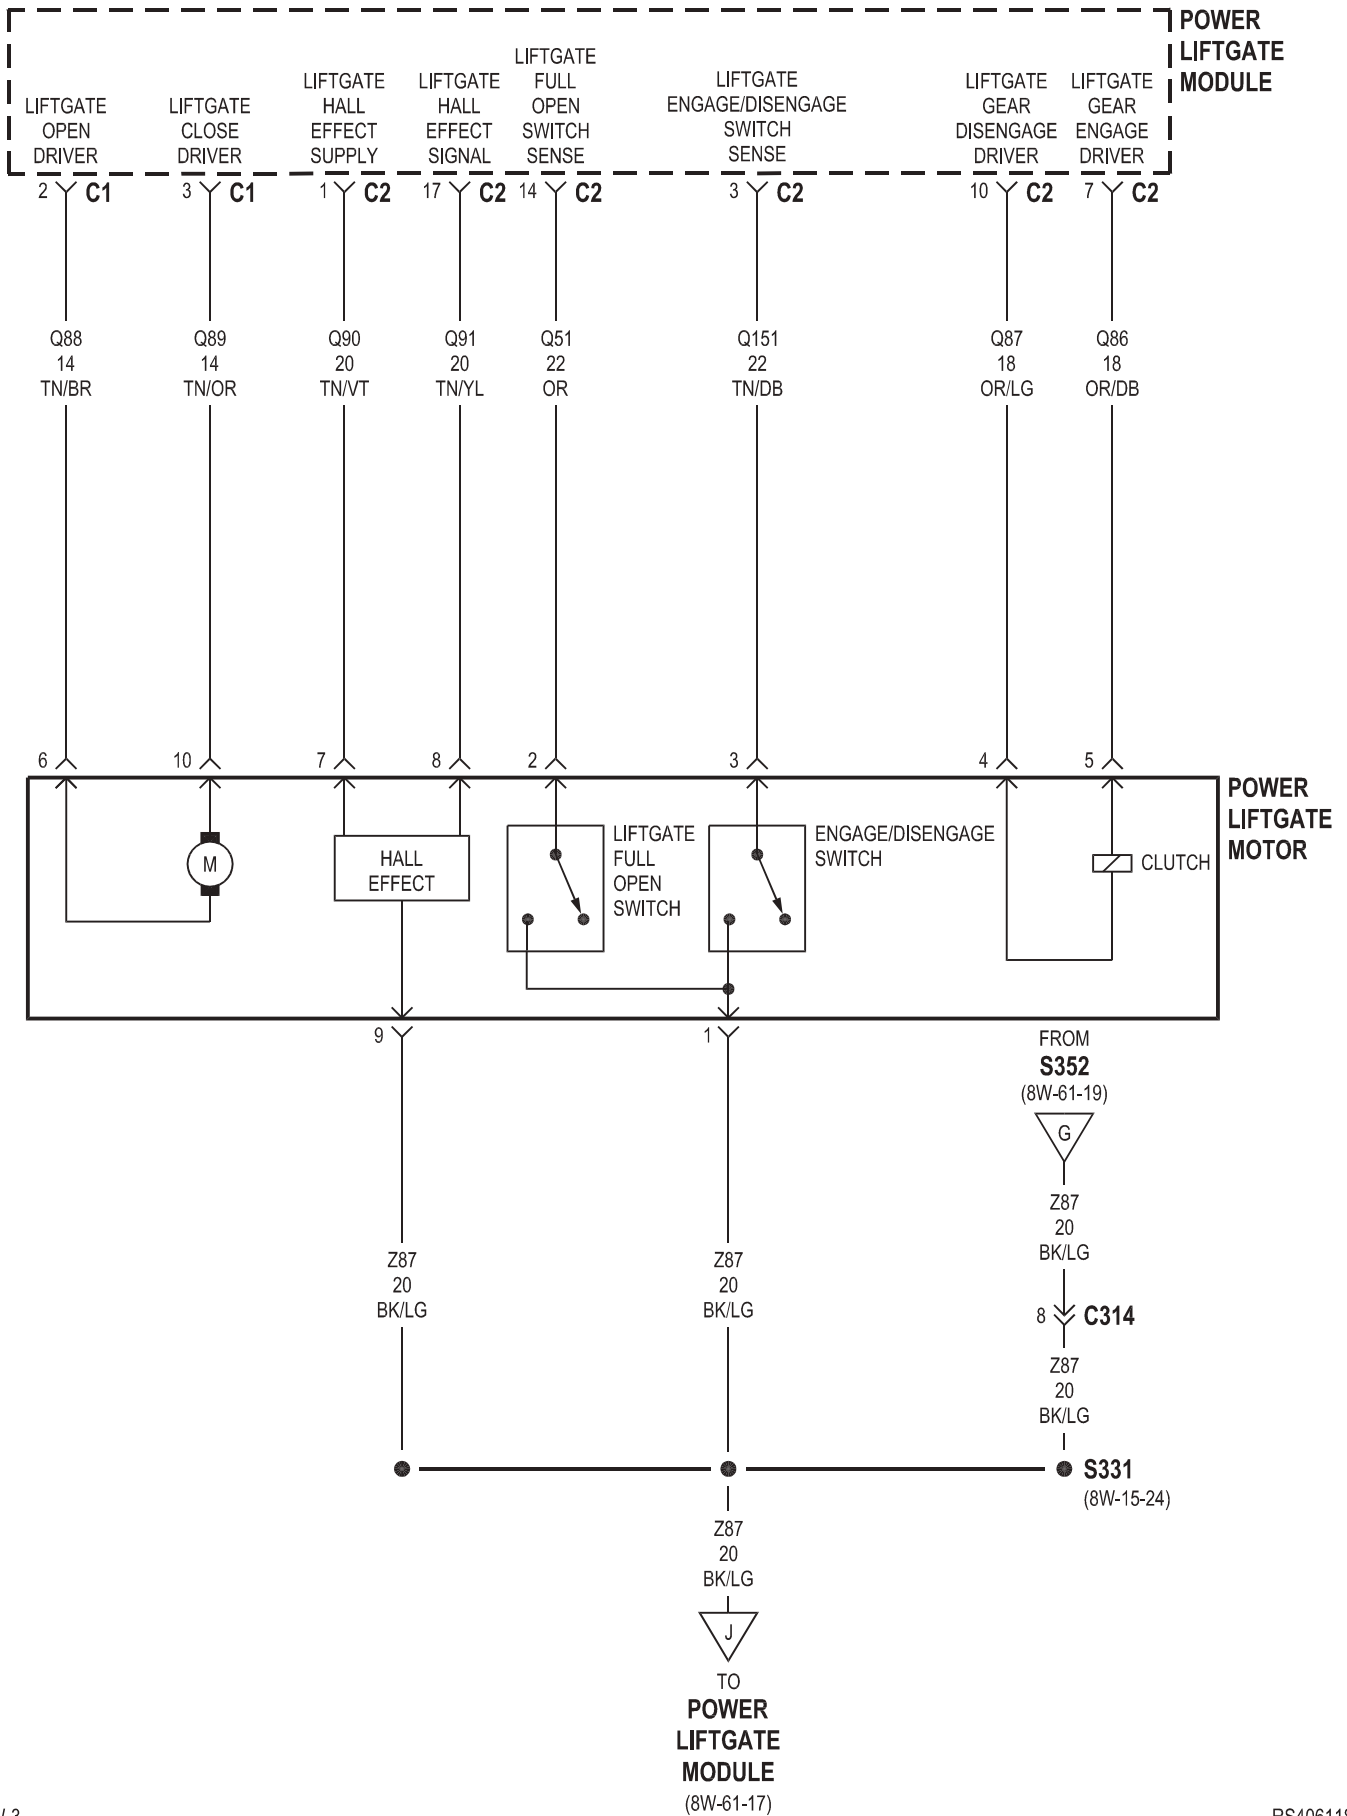 POWER
LIFTGATE
MODULE
LIFTGATE
OPEN
DRIVER
LIFTGATE
CLOSE
DRIVER
LIFTGATE
HALL
EFFECT
SUPPLY
LIFTGATE
HALL
EFFECT
SIGNAL
LIFTGATE
FULL
OPEN
SWITCH
SENSE
LIFTGATE
ENGAGE/DISENGAGE
SWITCH
SENSE
LIFTGATE
GEAR
DISENGAGE
DRIVER
LIFTGATE
GEAR
ENGAGE
DRIVER
2 C1
3 C1
1 C2
17 C2
14 C2
3 C2
10 C2
7 C2
Q88
14
TN/BR
Q89
14
TN/OR
Q90
20
TN/VT
Q91
20
TN/YL
Q51
22
OR
Q151
22
TN/DB
Q87
18
OR/LG
Q86
18
OR/DB
6
10
7
8
2
3
4
5
POWER
LIFTGATE
MOTOR
M
HALL
EFFECT
LIFTGATE
FULL
OPEN
SWITCH
ENGAGE/DISENGAGE
SWITCH
CLUTCH
9
1
FROM
S352
(8W-61-19)
G
Z87
20
BK/LG
8 C314
Z87
20
BK/LG
Z87
20
BK/LG
Z87
20
BK/LG
S331
(8W-15-24)
Z87
20
BK/LG
J
TO
POWER
LIFTGATE
MODULE
(8W-61-17)